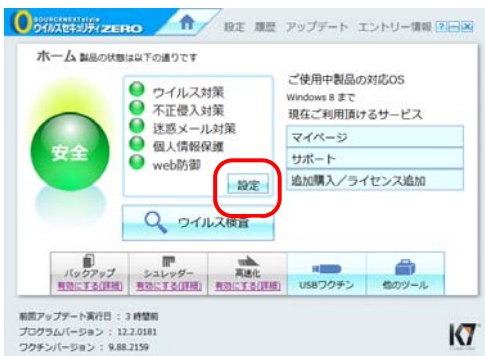 SOURCENEXT style
ウイルスセキュリティ ZERO
設定 履歴 アップデート エントリー情報 ?
ホーム 製品の状態は以下の通りです
安全
ウイルス対策
不正侵入対策
迷惑メール対策
個人情報保護
web防御
設定
ウイルス検査
ご使用中製品の対応OS
Windows 8 まで
現在ご利用頂けるサービス
マイページ
サポート
追加購入/ライセンス追加
バックアップ
有効にする(詳細)
シュレッダー
有効にする(詳細)
高速化
有効にする(詳細)
USBワクチン
他のツール
前回アップデート実行日 : 3 時間前
プログラムバージョン : 12.2.0181
ワクチンバージョン : 9.88.2159
K7